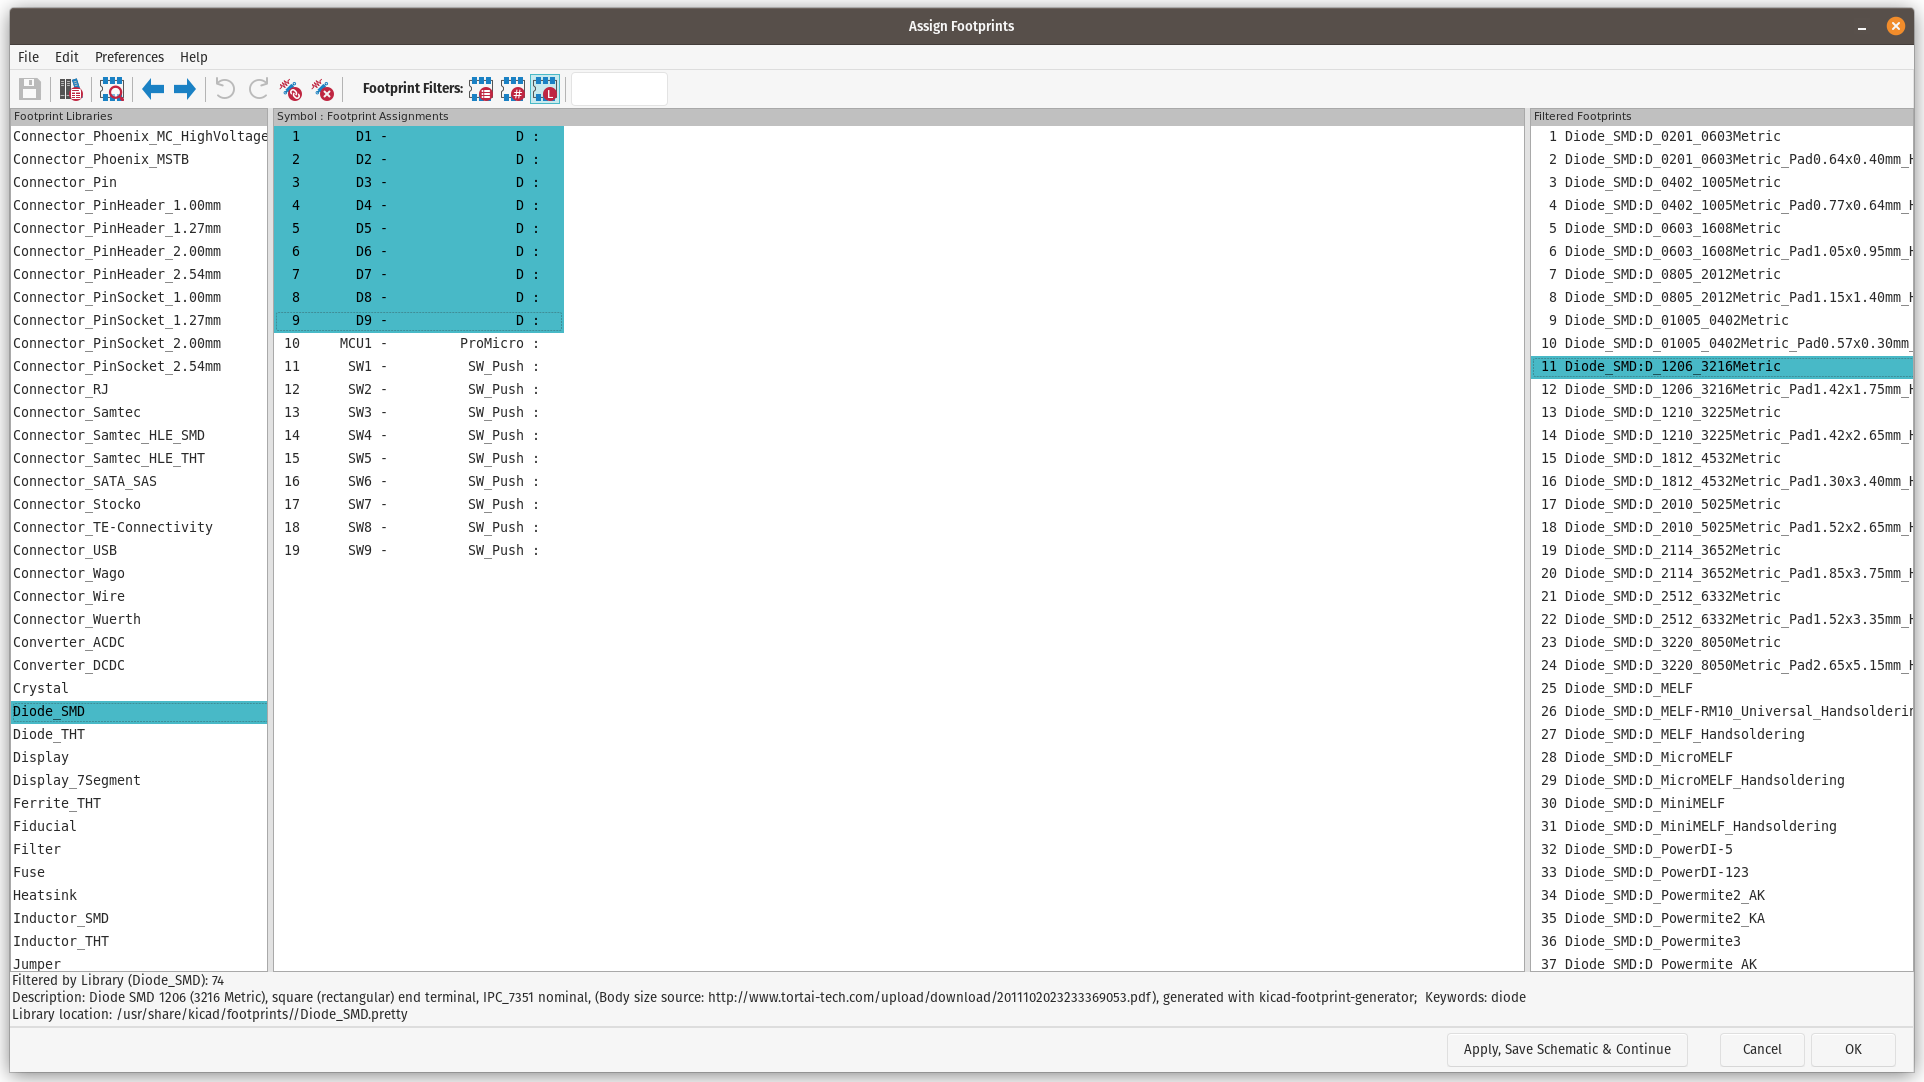 Assign Footprints
File Edit Preferences Help
Footprint Filters:
Footprint Libraries
Connector_Phoenix_MC_HighVoltage
Connector_Phoenix_MSTB
Connector_Pin
Connector_PinHeader_1.00mm
Connector_PinHeader_1.27mm
Connector_PinHeader_2.00mm
Connector_PinHeader_2.54mm
Connector_PinSocket_1.00mm
Connector_PinSocket_1.27mm
Connector_PinSocket_2.00mm
Connector_PinSocket_2.54mm
Connector_RJ
Connector_Samtec
Connector_Samtec_HLE_SMD
Connector_Samtec_HLE_THT
Connector_SATA_SAS
Connector_Stocko
Connector_TE-Connectivity
Connector_USB
Connector_Wago
Connector_Wire
Connector_Wuerth
Converter_ACDC
Converter_DCDC
Crystal
Diode_SMD
Diode_THT
Display
Display_7Segment
Ferrite_THT
Fiducial
Filter
Fuse
Heatsink
Inductor_SMD
Inductor_THT
Jumper
Symbol : Footprint Assignments
1 D1 - D :
2 D2 - D :
3 D3 - D :
4 D4 - D :
5 D5 - D :
6 D6 - D :
7 D7 - D :
8 D8 - D :
9 D9 - D :
10 MCU1 - ProMicro :
11 SW1 - SW_Push :
12 SW2 - SW_Push :
13 SW3 - SW_Push :
14 SW4 - SW_Push :
15 SW5 - SW_Push :
16 SW6 - SW_Push :
17 SW7 - SW_Push :
18 SW8 - SW_Push :
19 SW9 - SW_Push :
Filtered Footprints
1 Diode_SMD:D_0201_0603Metric
2 Diode_SMD:D_0201_0603Metric_Pad0.64x0.40mm_H
3 Diode_SMD:D_0402_1005Metric
4 Diode_SMD:D_0402_1005Metric_Pad0.77x0.64mm_H
5 Diode_SMD:D_0603_1608Metric
6 Diode_SMD:D_0603_1608Metric_Pad1.05x0.95mm_H
7 Diode_SMD:D_0805_2012Metric
8 Diode_SMD:D_0805_2012Metric_Pad1.15x1.40mm_H
9 Diode_SMD:D_01005_0402Metric
10 Diode_SMD:D_01005_0402Metric_Pad0.57x0.30mm_
11 Diode_SMD:D_1206_3216Metric
12 Diode_SMD:D_1206_3216Metric_Pad1.42x1.75mm_H
13 Diode_SMD:D_1210_3225Metric
14 Diode_SMD:D_1210_3225Metric_Pad1.42x2.65mm_H
15 Diode_SMD:D_1812_4532Metric
16 Diode_SMD:D_1812_4532Metric_Pad1.30x3.40mm_H
17 Diode_SMD:D_2010_5025Metric
18 Diode_SMD:D_2010_5025Metric_Pad1.52x2.65mm_H
19 Diode_SMD:D_2114_3652Metric
20 Diode_SMD:D_2114_3652Metric_Pad1.85x3.75mm_H
21 Diode_SMD:D_2512_6332Metric
22 Diode_SMD:D_2512_6332Metric_Pad1.52x3.35mm_H
23 Diode_SMD:D_3220_8050Metric
24 Diode_SMD:D_3220_8050Metric_Pad2.65x5.15mm_H
25 Diode_SMD:D_MELF
26 Diode_SMD:D_MELF-RM10_Universal_Handsolderin
27 Diode_SMD:D_MELF_Handsoldering
28 Diode_SMD:D_MicroMELF
29 Diode_SMD:D_MicroMELF_Handsoldering
30 Diode_SMD:D_MiniMELF
31 Diode_SMD:D_MiniMELF_Handsoldering
32 Diode_SMD:D_PowerDI-5
33 Diode_SMD:D_PowerDI-123
34 Diode_SMD:D_Powermite2_AK
35 Diode_SMD:D_Powermite2_KA
36 Diode_SMD:D_Powermite3
37 Diode_SMD:D_Powermite_AK
Filtered by Library (Diode_SMD): 74
Description: Diode SMD 1206 (3216 Metric), square (rectangular) end terminal, IPC_7351 nominal, (Body size source: http://www.tortai-tech.com/upload/download/2011102023233369053.pdf), generated with kicad-footprint-generator; Keywords: diode
Library location: /usr/share/kicad/footprints//Diode_SMD.pretty
Apply, Save Schematic & Continue Cancel OK